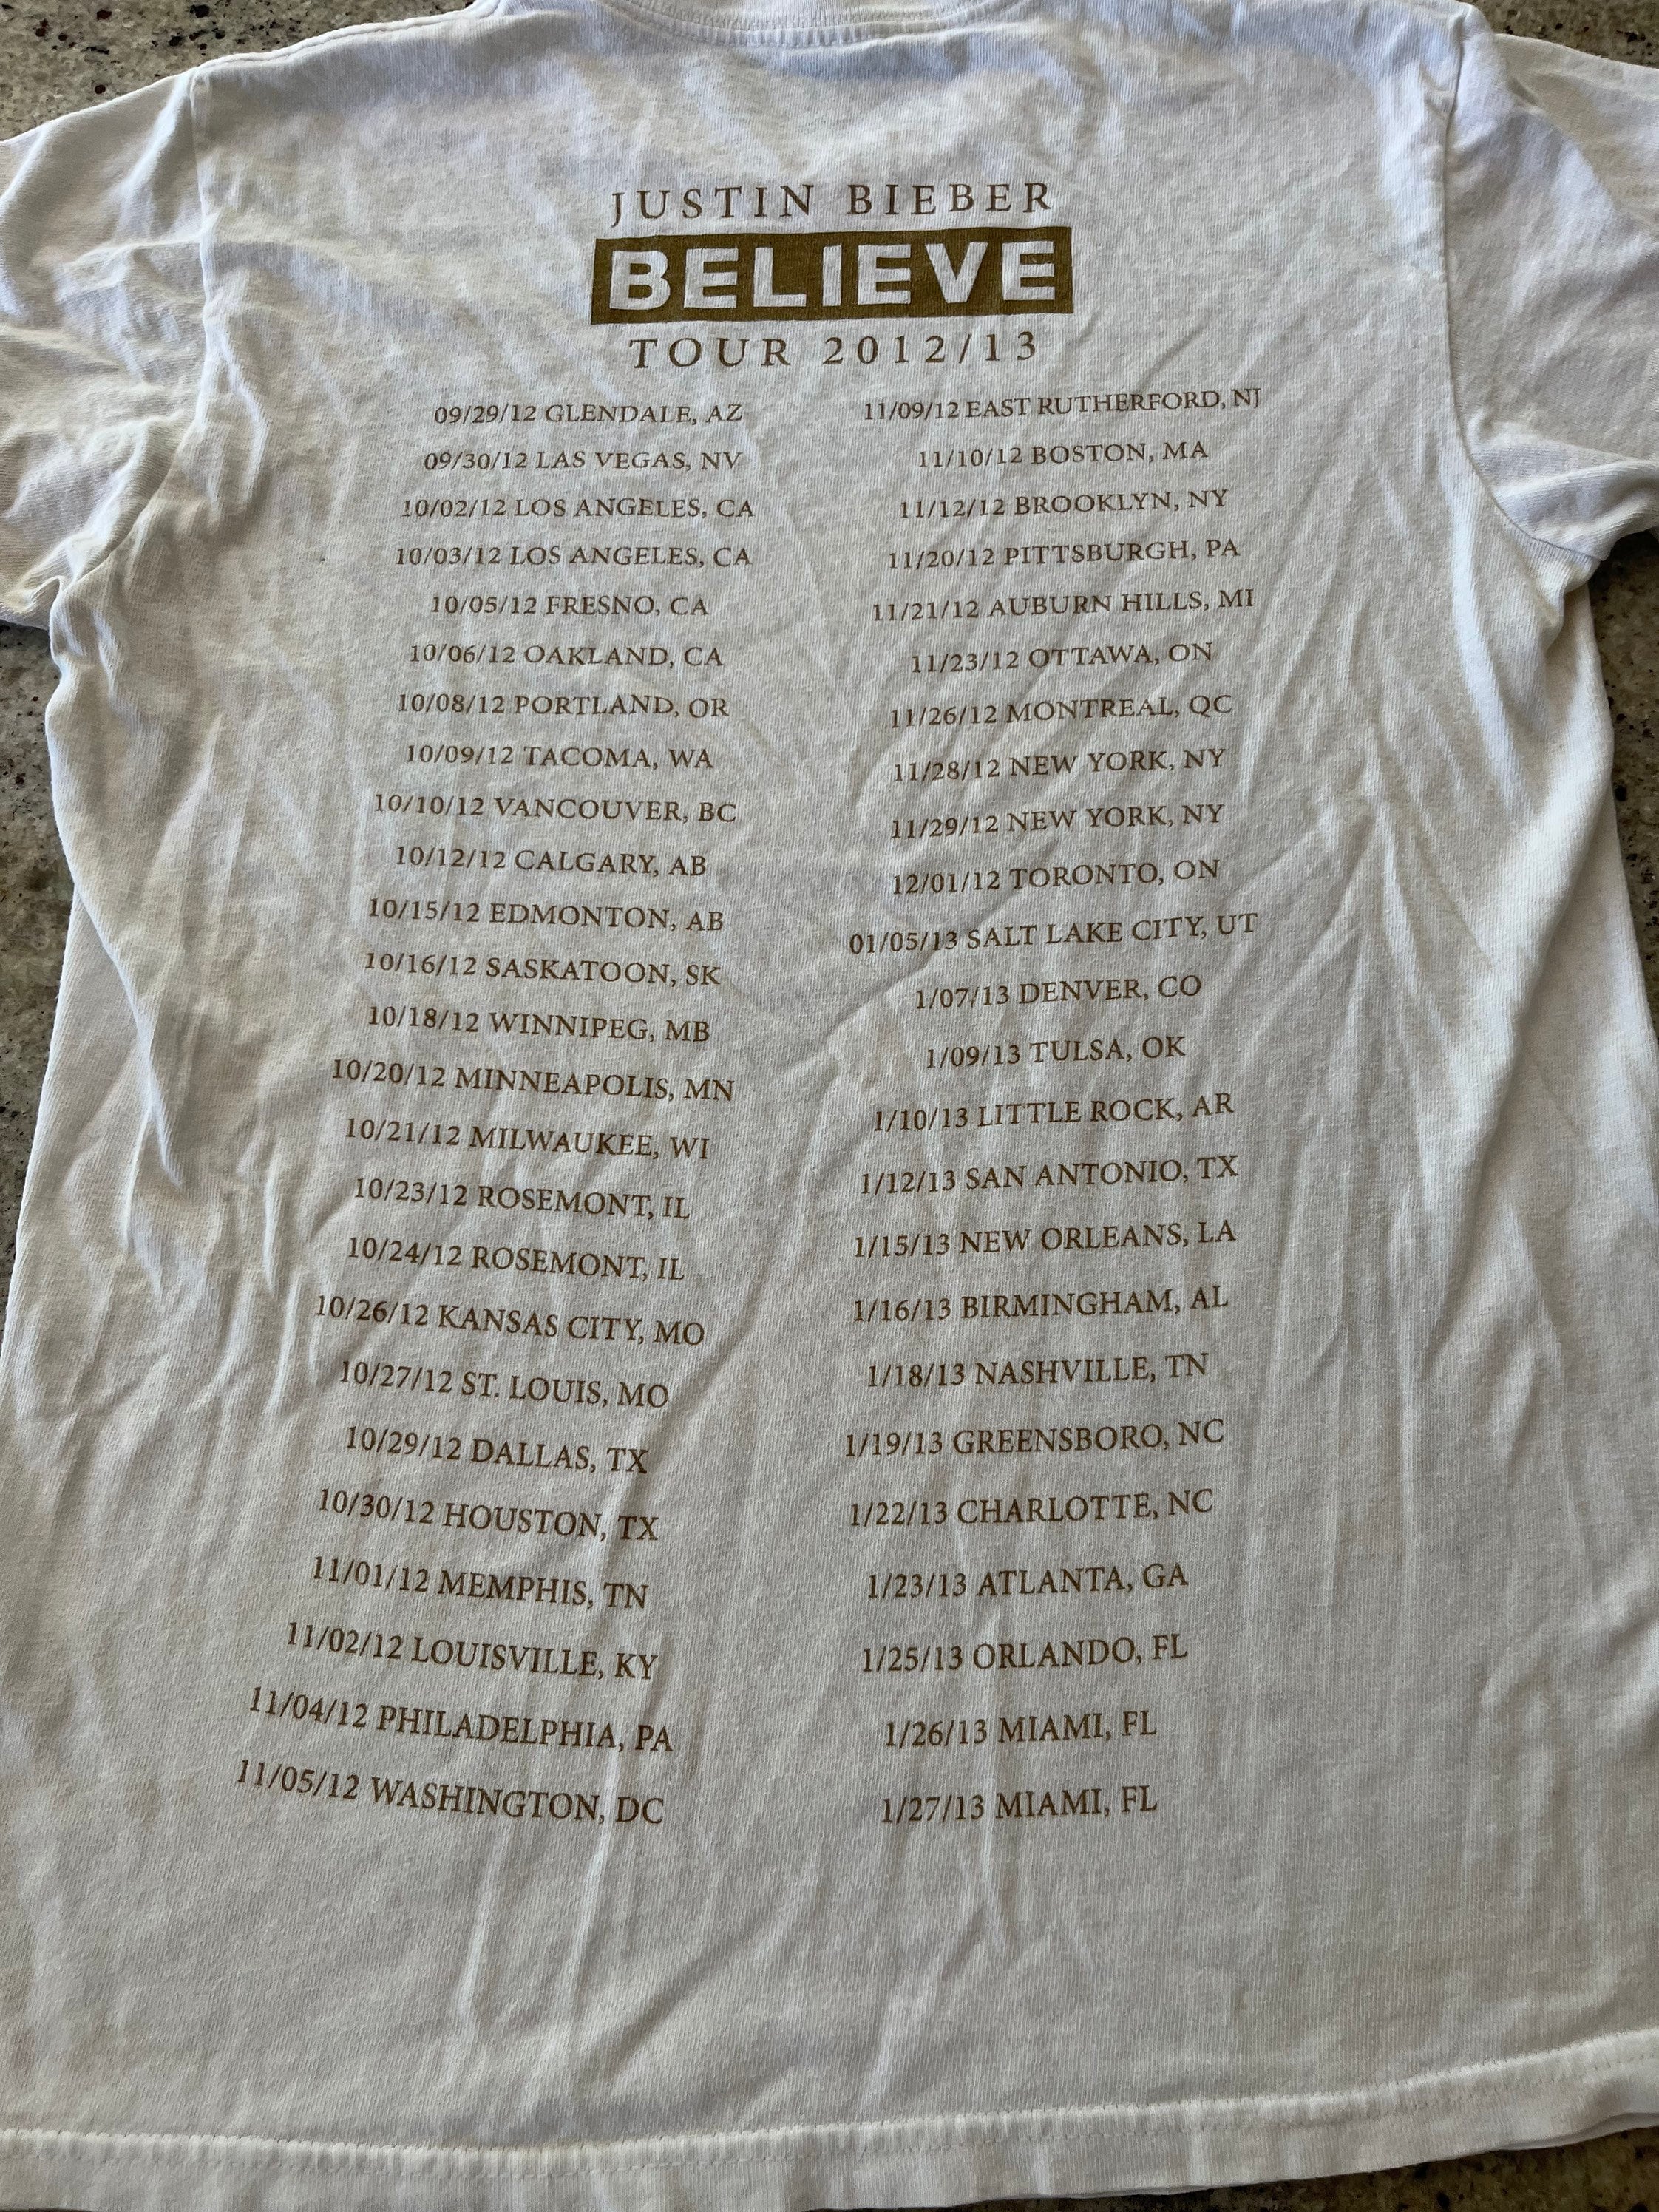 JUSTIN BIEBER
BELIEVE
TOUR 2012/13
09/29/12 GLENDALE, AZ
09/30/12 LAS VEGAS, NV
10/02/12 LOS ANGELES, CA
10/03/12 LOS ANGELES, CA
10/05/12 FRESNO, CA
10/06/12 OAKLAND, CA
10/08/12 PORTLAND, OR
10/09/12 TACOMA, WA
10/10/12 VANCOUVER, BC
10/12/12 CALGARY, AB
10/15/12 EDMONTON, AB
10/16/12 SASKATOON, SK
10/18/12 WINNIPEG, MB
10/20/12 MINNEAPOLIS, MN
10/21/12 MILWAUKEE, WI
10/23/12 ROSEMONT, IL
10/24/12 ROSEMONT, IL
10/26/12 KANSAS CITY, MO
10/27/12 ST. LOUIS, MO
10/29/12 DALLAS, TX
10/30/12 HOUSTON, TX
11/01/12 MEMPHIS, TN
11/02/12 LOUISVILLE, KY
11/04/12 PHILADELPHIA, PA
11/05/12 WASHINGTON, DC
11/09/12 EAST RUTHERFORD, NJ
11/10/12 BOSTON, MA
11/12/12 BROOKLYN, NY
11/20/12 PITTSBURGH, PA
11/21/12 AUBURN HILLS, MI
11/23/12 OTTAWA, ON
11/26/12 MONTREAL, QC
11/28/12 NEW YORK, NY
11/29/12 NEW YORK, NY
12/01/12 TORONTO, ON
01/05/13 SALT LAKE CITY, UT
1/07/13 DENVER, CO
1/09/13 TULSA, OK
1/10/13 LITTLE ROCK, AR
1/12/13 SAN ANTONIO, TX
1/15/13 NEW ORLEANS, LA
1/16/13 BIRMINGHAM, AL
1/18/13 NASHVILLE, TN
1/19/13 GREENSBORO, NC
1/22/13 CHARLOTTE, NC
1/23/13 ATLANTA, GA
1/25/13 ORLANDO, FL
1/26/13 MIAMI, FL
1/27/13 MIAMI, FL